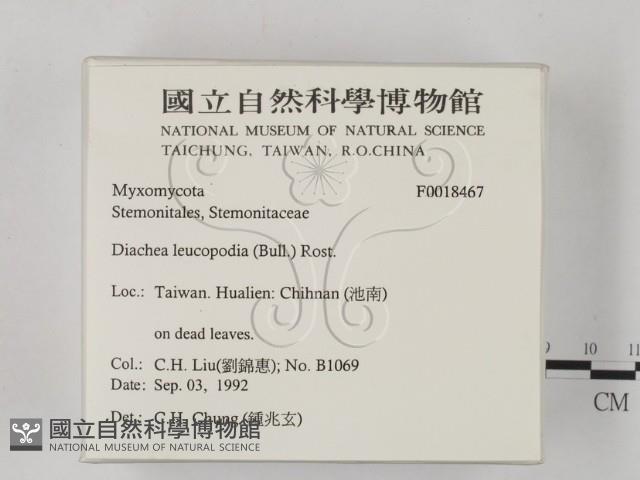 國立自然科學博物館
NATIONAL MUSEUM OF NATURAL SCIENCE
TAICHUNG, TAIWAN, R.O.CHINA
Myxomycota F0018467
Stemonitales, Stemonitaceae
Diachea leucopodia (Bull.) Rost.
Loc.: Taiwan. Hualien: Chihnan (池南)
on dead leaves.
Col.: C.H. Liu(劉錦惠); No. B1069
Date: Sep. 03, 1992
Det.: C.H. Chung (鍾兆玄)
國立自然科學博物館
NATIONAL MUSEUM OF NATURAL SCIENCE
9 10 11
CM